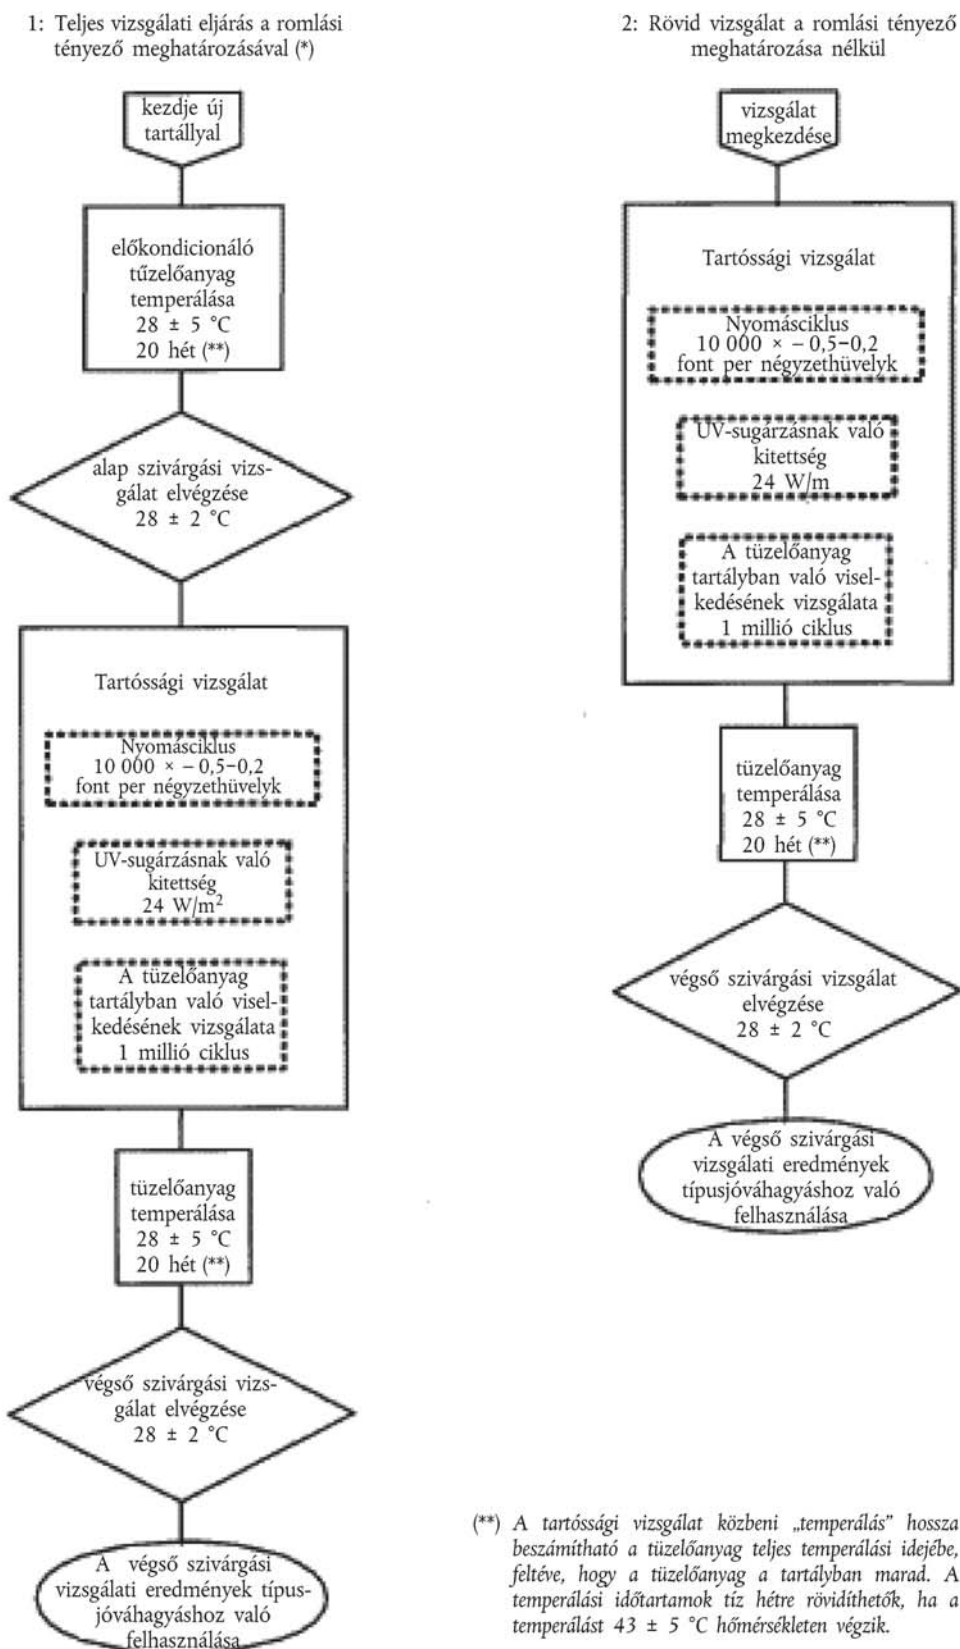 1: Teljes vizsgálati eljárás a romlási
tényező meghatározásával (*)
kezdje új
tartállyal
előkondicionáló
tűzelőanyag
temperálása
28 ± 5 °C
20 hét (**)
alap szivárgási vizs-
gálat elvégzése
28 ± 2 °C
Tartóssági vizsgálat
Nyomásciklus
10 000 × – 0,5–0,2
font per négyzethüvelyk
UV-sugárzásnak való
kitettség
24 W/m²
A tüzelőanyag
tartályban való visel-
kedésének vizsgálata
1 millió ciklus
tüzelőanyag
temperálása
28 ± 5 °C
20 hét (**)
végső szivárgási vizs-
gálat elvégzése
28 ± 2 °C
A végső szivárgási
vizsgálati eredmények típus-
jóváhagyáshoz való
felhasználása
2: Rövid vizsgálat a romlási tényező
meghatározása nélkül
vizsgálat
megkezdése
Tartóssági vizsgálat
Nyomásciklus
10 000 × – 0,5–0,2
font per négyzethüvelyk
UV-sugárzásnak való
kitettség
24 W/m
A tüzelőanyag
tartályban való visel-
kedésének vizsgálata
1 millió ciklus
tüzelőanyag
temperálása
28 ± 5 °C
20 hét (**)
végső szivárgási vizsgálat
elvégzése
28 ± 2 °C
A végső szivárgási
vizsgálati eredmények
típusjóváhagyáshoz való
felhasználása
(**) A tartóssági vizsgálat közbeni „temperálás” hossza
beszámítható a tüzelőanyag teljes temperálási idejébe,
feltéve, hogy a tüzelőanyag a tartályban marad. A
temperálási időtartamok tíz hétre rövidíthetők, ha a
temperálást 43 ± 5 °C hőmérsékleten végzik.